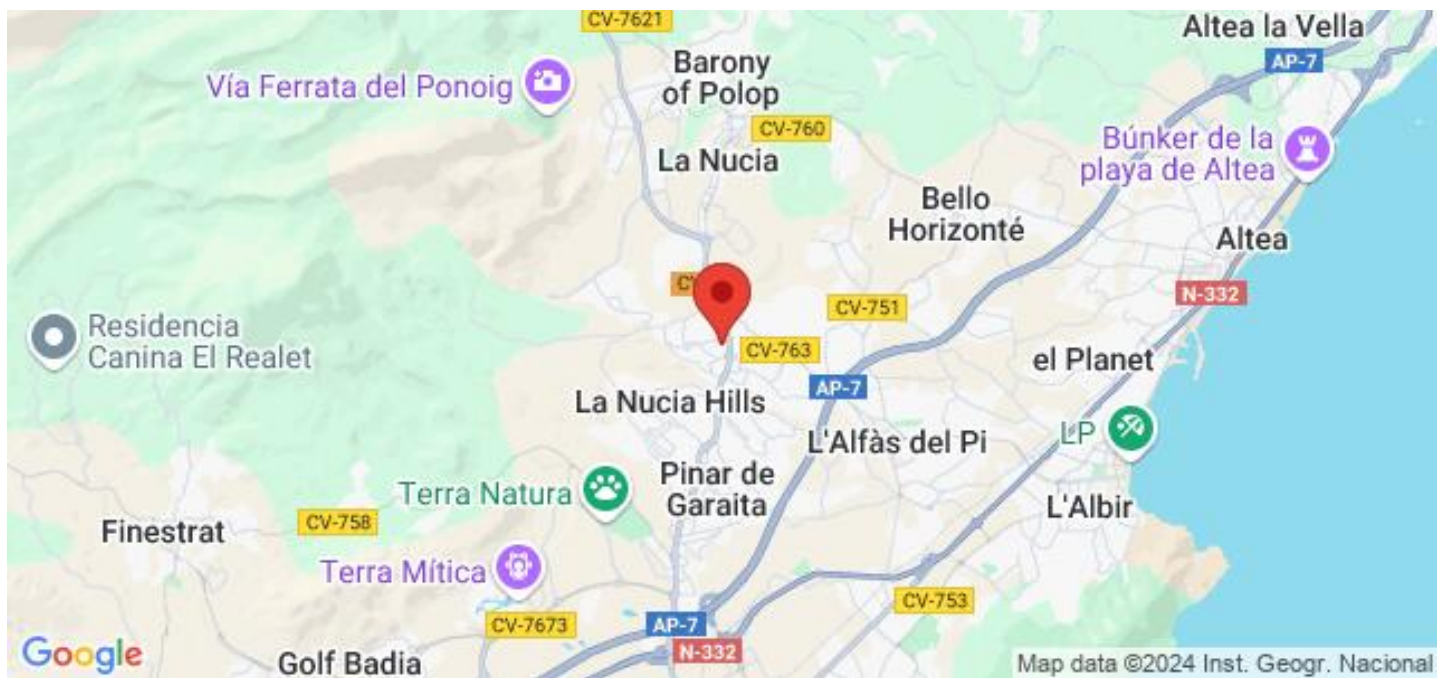 CV-7621
Altea la Vella
AP-7
Barony
of Polop
Vía Ferrata del Ponoig
CV-760
Búnker de la
playa de Altea
La Nucia
Bello
Horizonté
Altea
N-332
CV-751
Residencia
Canina El Realet
CV-763
el Planet
AP-7
La Nucia Hills
LP
L'Alfàs del Pi
Pinar de
Garaita
Terra Natura
L'Albir
CV-758
Finestrat
Terra Mítica
CV-753
CV-7673
AP-7
N-332
Google
Golf Badia
Map data ©2024 Inst. Geogr. Nacional